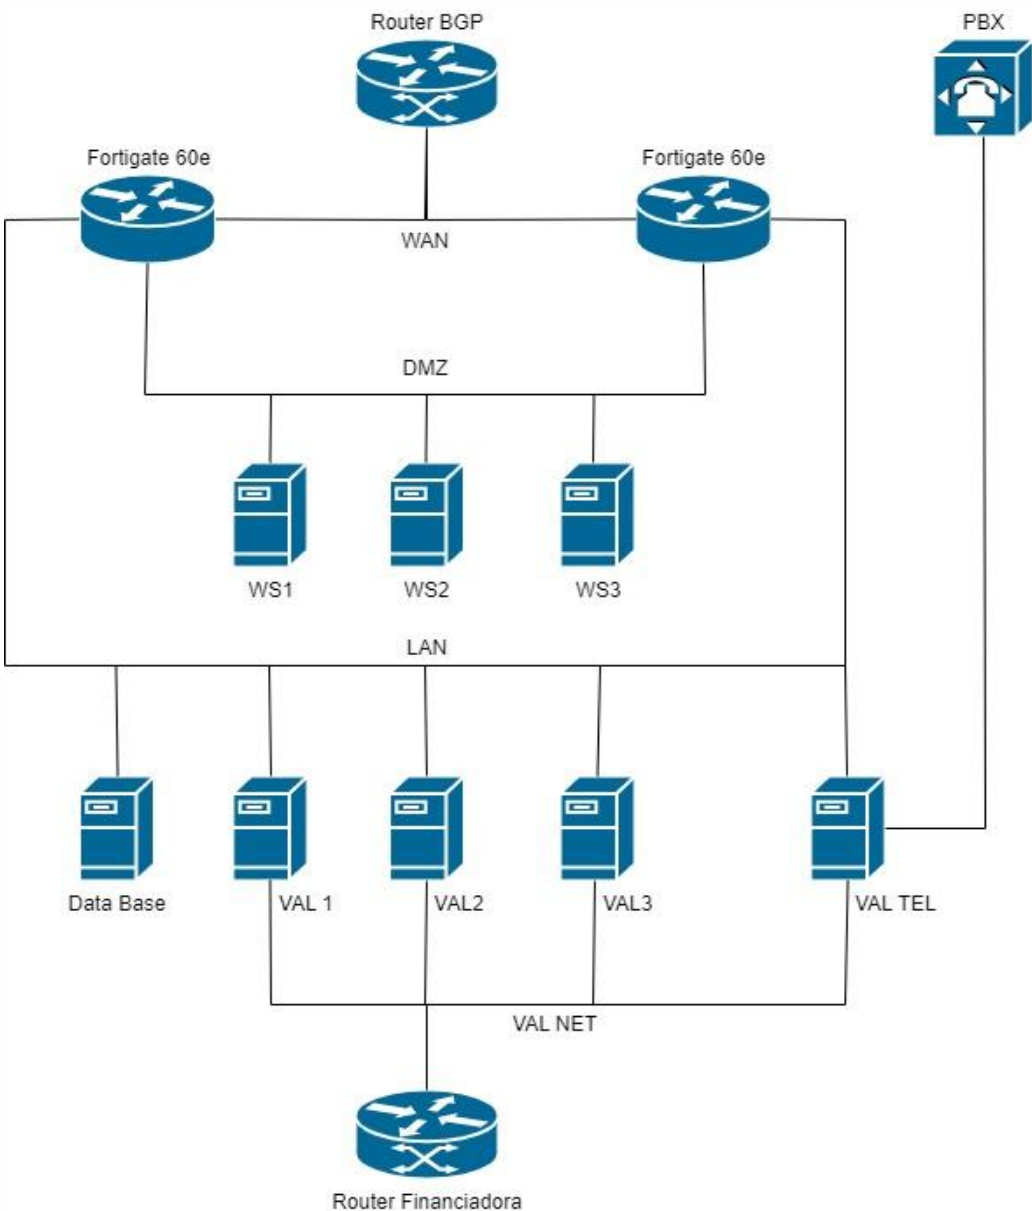 Router BGP
PBX
Fortigate 60e
Fortigate 60e
WAN
DMZ
WS1
WS2
WS3
LAN
Data Base
VAL 1
VAL2
VAL3
VAL TEL
VAL NET
Router Financiadora